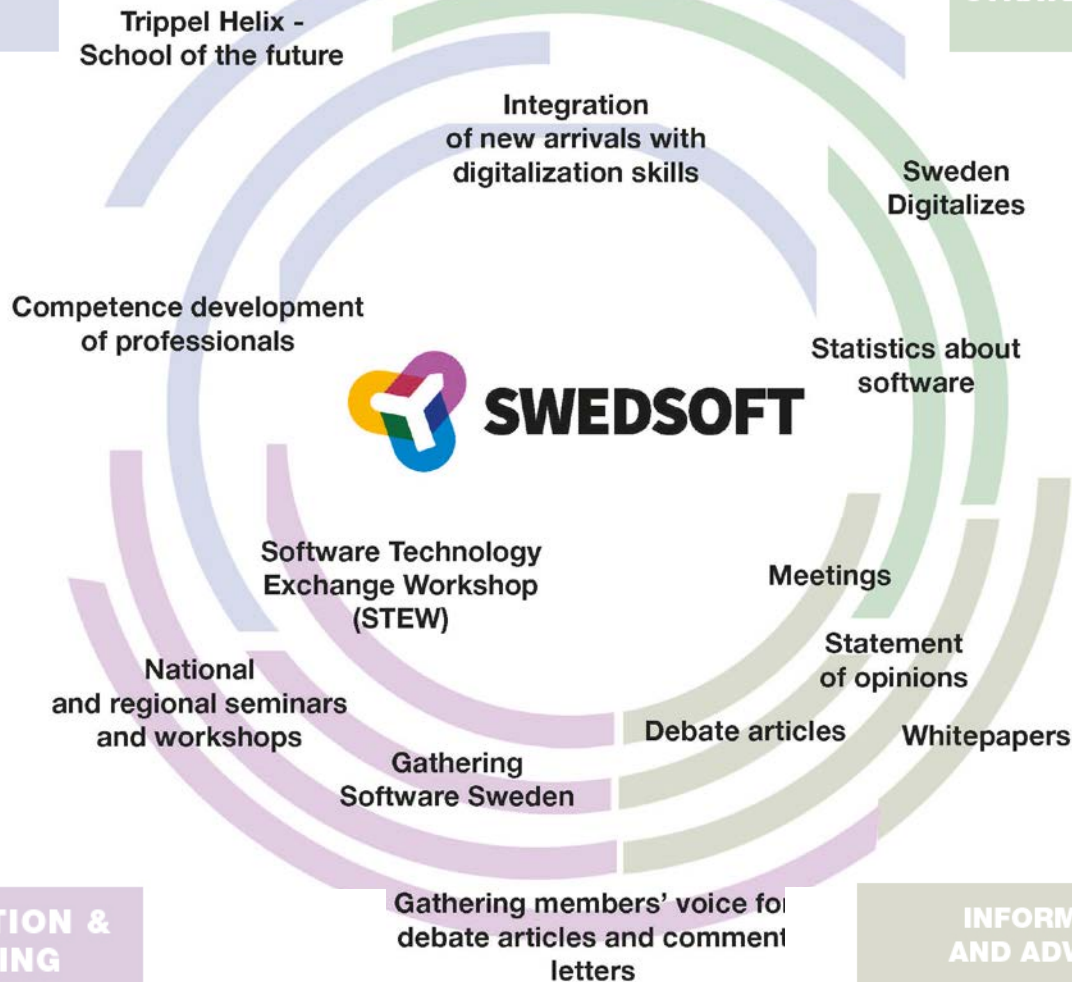 Trippel Helix -
School of the future
Integration
of new arrivals with
digitalization skills
Sweden
Digitalizes
Competence development
of professionals
Statistics about
software
SWEDSOFT
Software Technology
Exchange Workshop
(STEW)
Meetings
Statement
of opinions
National
and regional seminars
and workshops
Debate articles
Whitepapers
Gathering
Software Sweden
Gathering members' voice for
debate articles and comment
letters
TION &
ING
INFORM
AND ADV